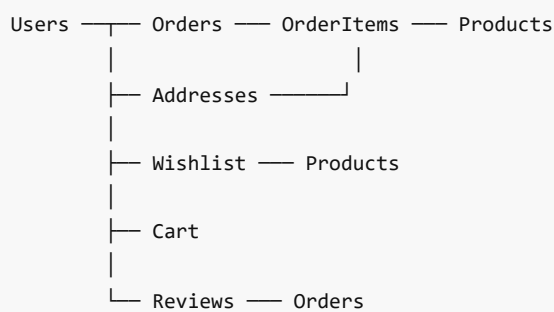 Users ──┬── Orders ─── OrderItems ─── Products
        │                  │
        ├── Addresses ──────┘
        │
        ├── Wishlist ─── Products
        │
        ├── Cart
        │
        └── Reviews ─── Orders